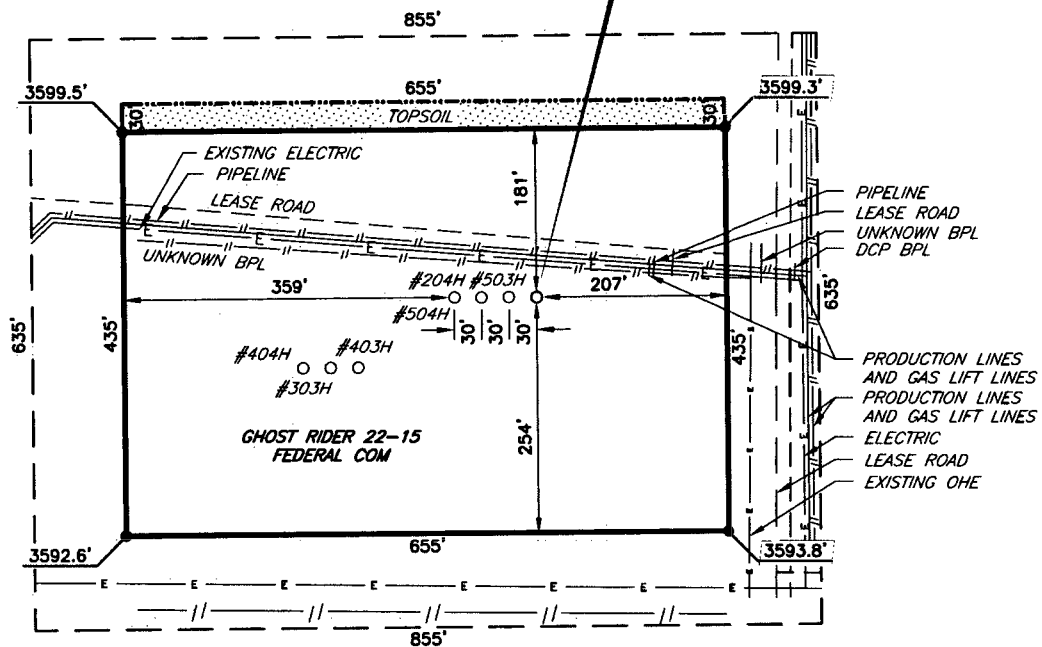 855'
655'
3599.5'
3599.3'
30'
TOPSOIL
30'
EXISTING ELECTRIC
PIPELINE
LEASE ROAD
181'
UNKNOWN BPL
PIPELINE
LEASE ROAD
UNKNOWN BPL
DCP BPL
359'
#204H
#503H
207'
#504H
30'
30'
30'
635'
435'
435'
635'
#404H
#403H
#303H
PRODUCTION LINES
AND GAS LIFT LINES
PRODUCTION LINES
AND GAS LIFT LINES
ELECTRIC
LEASE ROAD
EXISTING OHE
GHOST RIDER 22-15
FEDERAL COM
254'
3592.6'
655'
3593.8'
E E E E E E E
855'